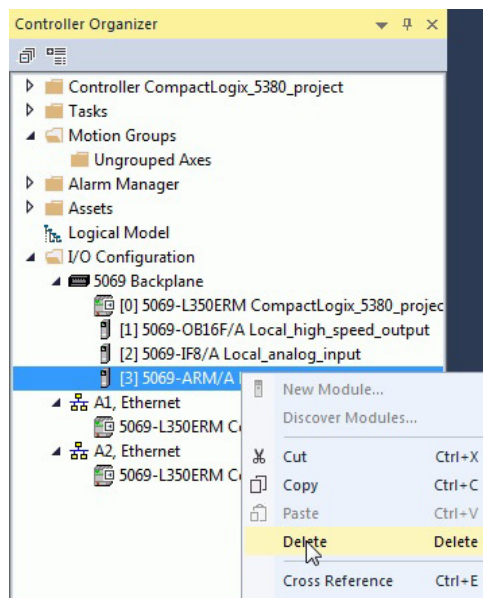 Controller Organizer
Controller CompactLogix_5380_project
Tasks
Motion Groups
Ungrouped Axes
Alarm Manager
Assets
Logical Model
I/O Configuration
5069 Backplane
[0] 5069-L350ERM CompactLogix_5380_projec
[1] 5069-OB16F/A Local_high_speed_output
[2] 5069-IF8/A Local_analog_input
[3] 5069-ARM/A
New Module...
A1, Ethernet
Discover Modules...
5069-L350ERM C
A2, Ethernet
Cut Ctrl+X
5069-L350ERM C
Copy Ctrl+C
Paste Ctrl+V
Delete Delete
Cross Reference Ctrl+E